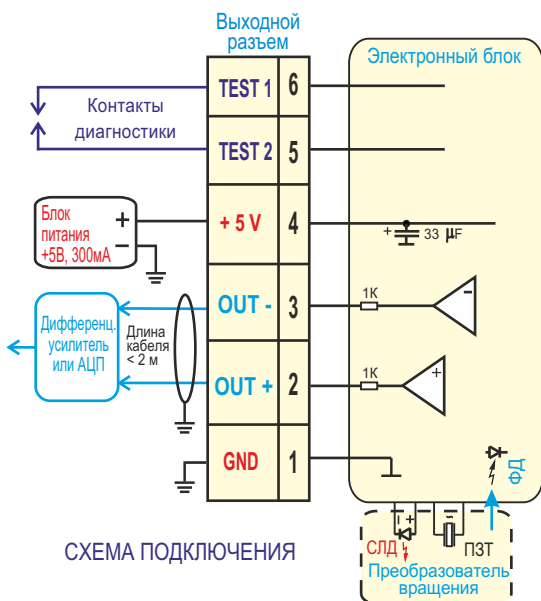 Выходной
разъем
Электронный блок
TEST 1 6
Контакты
диагностики
TEST 2 5
Блок
питания
+5В, 300мА
+
−
+ 5 V 4
+ 33 μF
OUT - 3
1К
−
Дифференц.
усилитель
или АЦП
Длина
кабеля
< 2 м
OUT + 2
1К
+
GND 1
ФД
− +
~
СЛД
ПЗТ
СХЕМА ПОДКЛЮЧЕНИЯ
Преобразователь
вращения